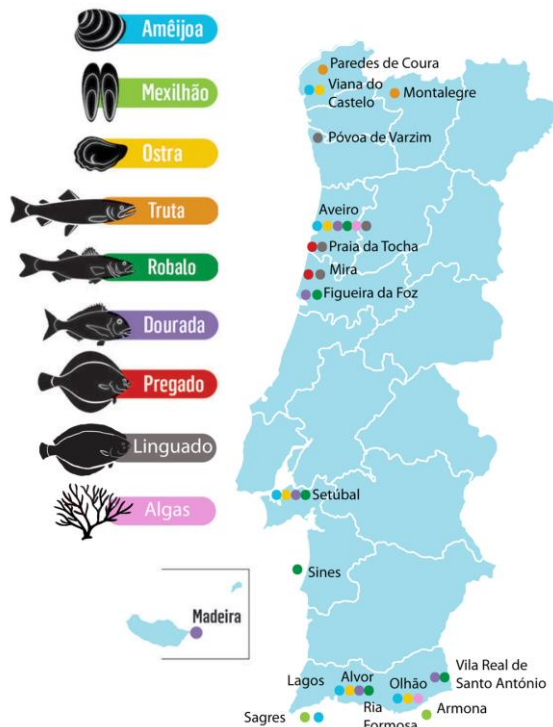 Amêijoa
Mexilhão
Ostra
Truta
Robalo
Dourada
Pregado
Linguado
Algas
Madeira
Paredes de Coura
Viana do
Castelo
Montalegre
Póvoa de Varzim
Aveiro
Praia da Tocha
Mira
Figueira da Foz
Setúbal
Sines
Lagos
Alvor
Olhão
Vila Real de
Santo António
Sagres
Ria
Formosa
Armona